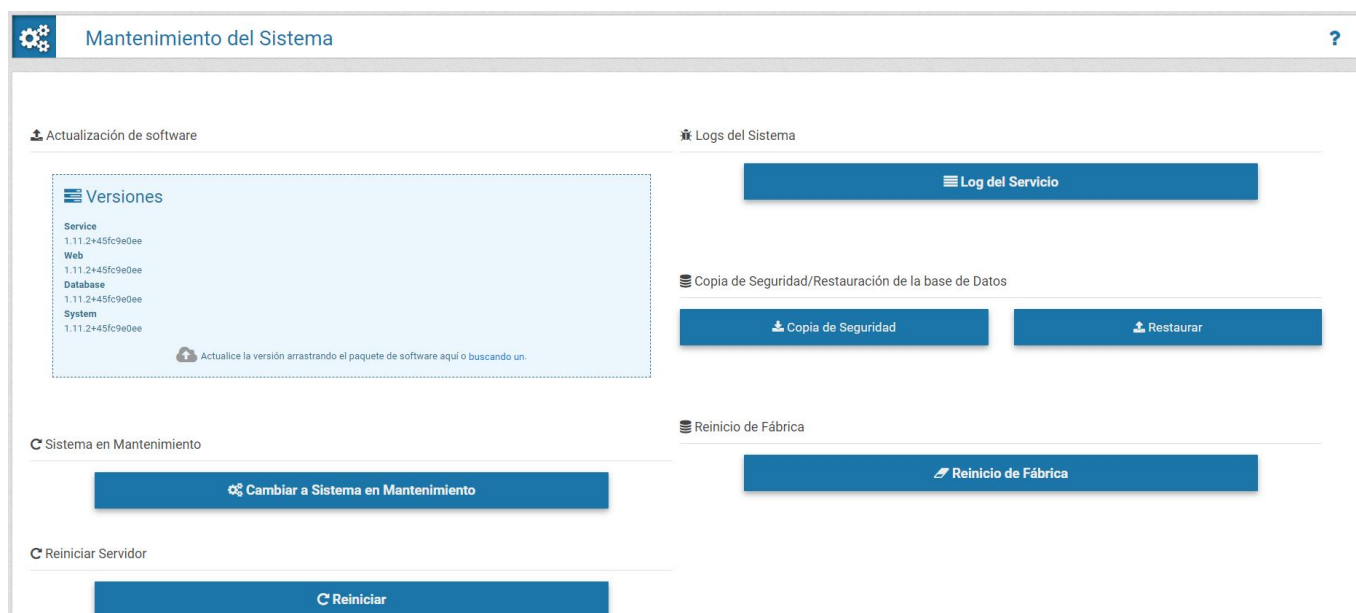 Mantenimiento del Sistema
?
Actualización de software
Versiones
Service
1.11.2+45fc9e0ee
Web
1.11.2+45fc9e0ee
Database
1.11.2+45fc9e0ee
System
1.11.2+45fc9e0ee
Actualice la versión arrastrando el paquete de software aquí o buscando un.
Sistema en Mantenimiento
Cambiar a Sistema en Mantenimiento
Reiniciar Servidor
Reiniciar
Logs del Sistema
Log del Servicio
Copia de Seguridad/Restauración de la base de Datos
Copia de Seguridad
Restaurar
Reinicio de Fábrica
Reinicio de Fábrica